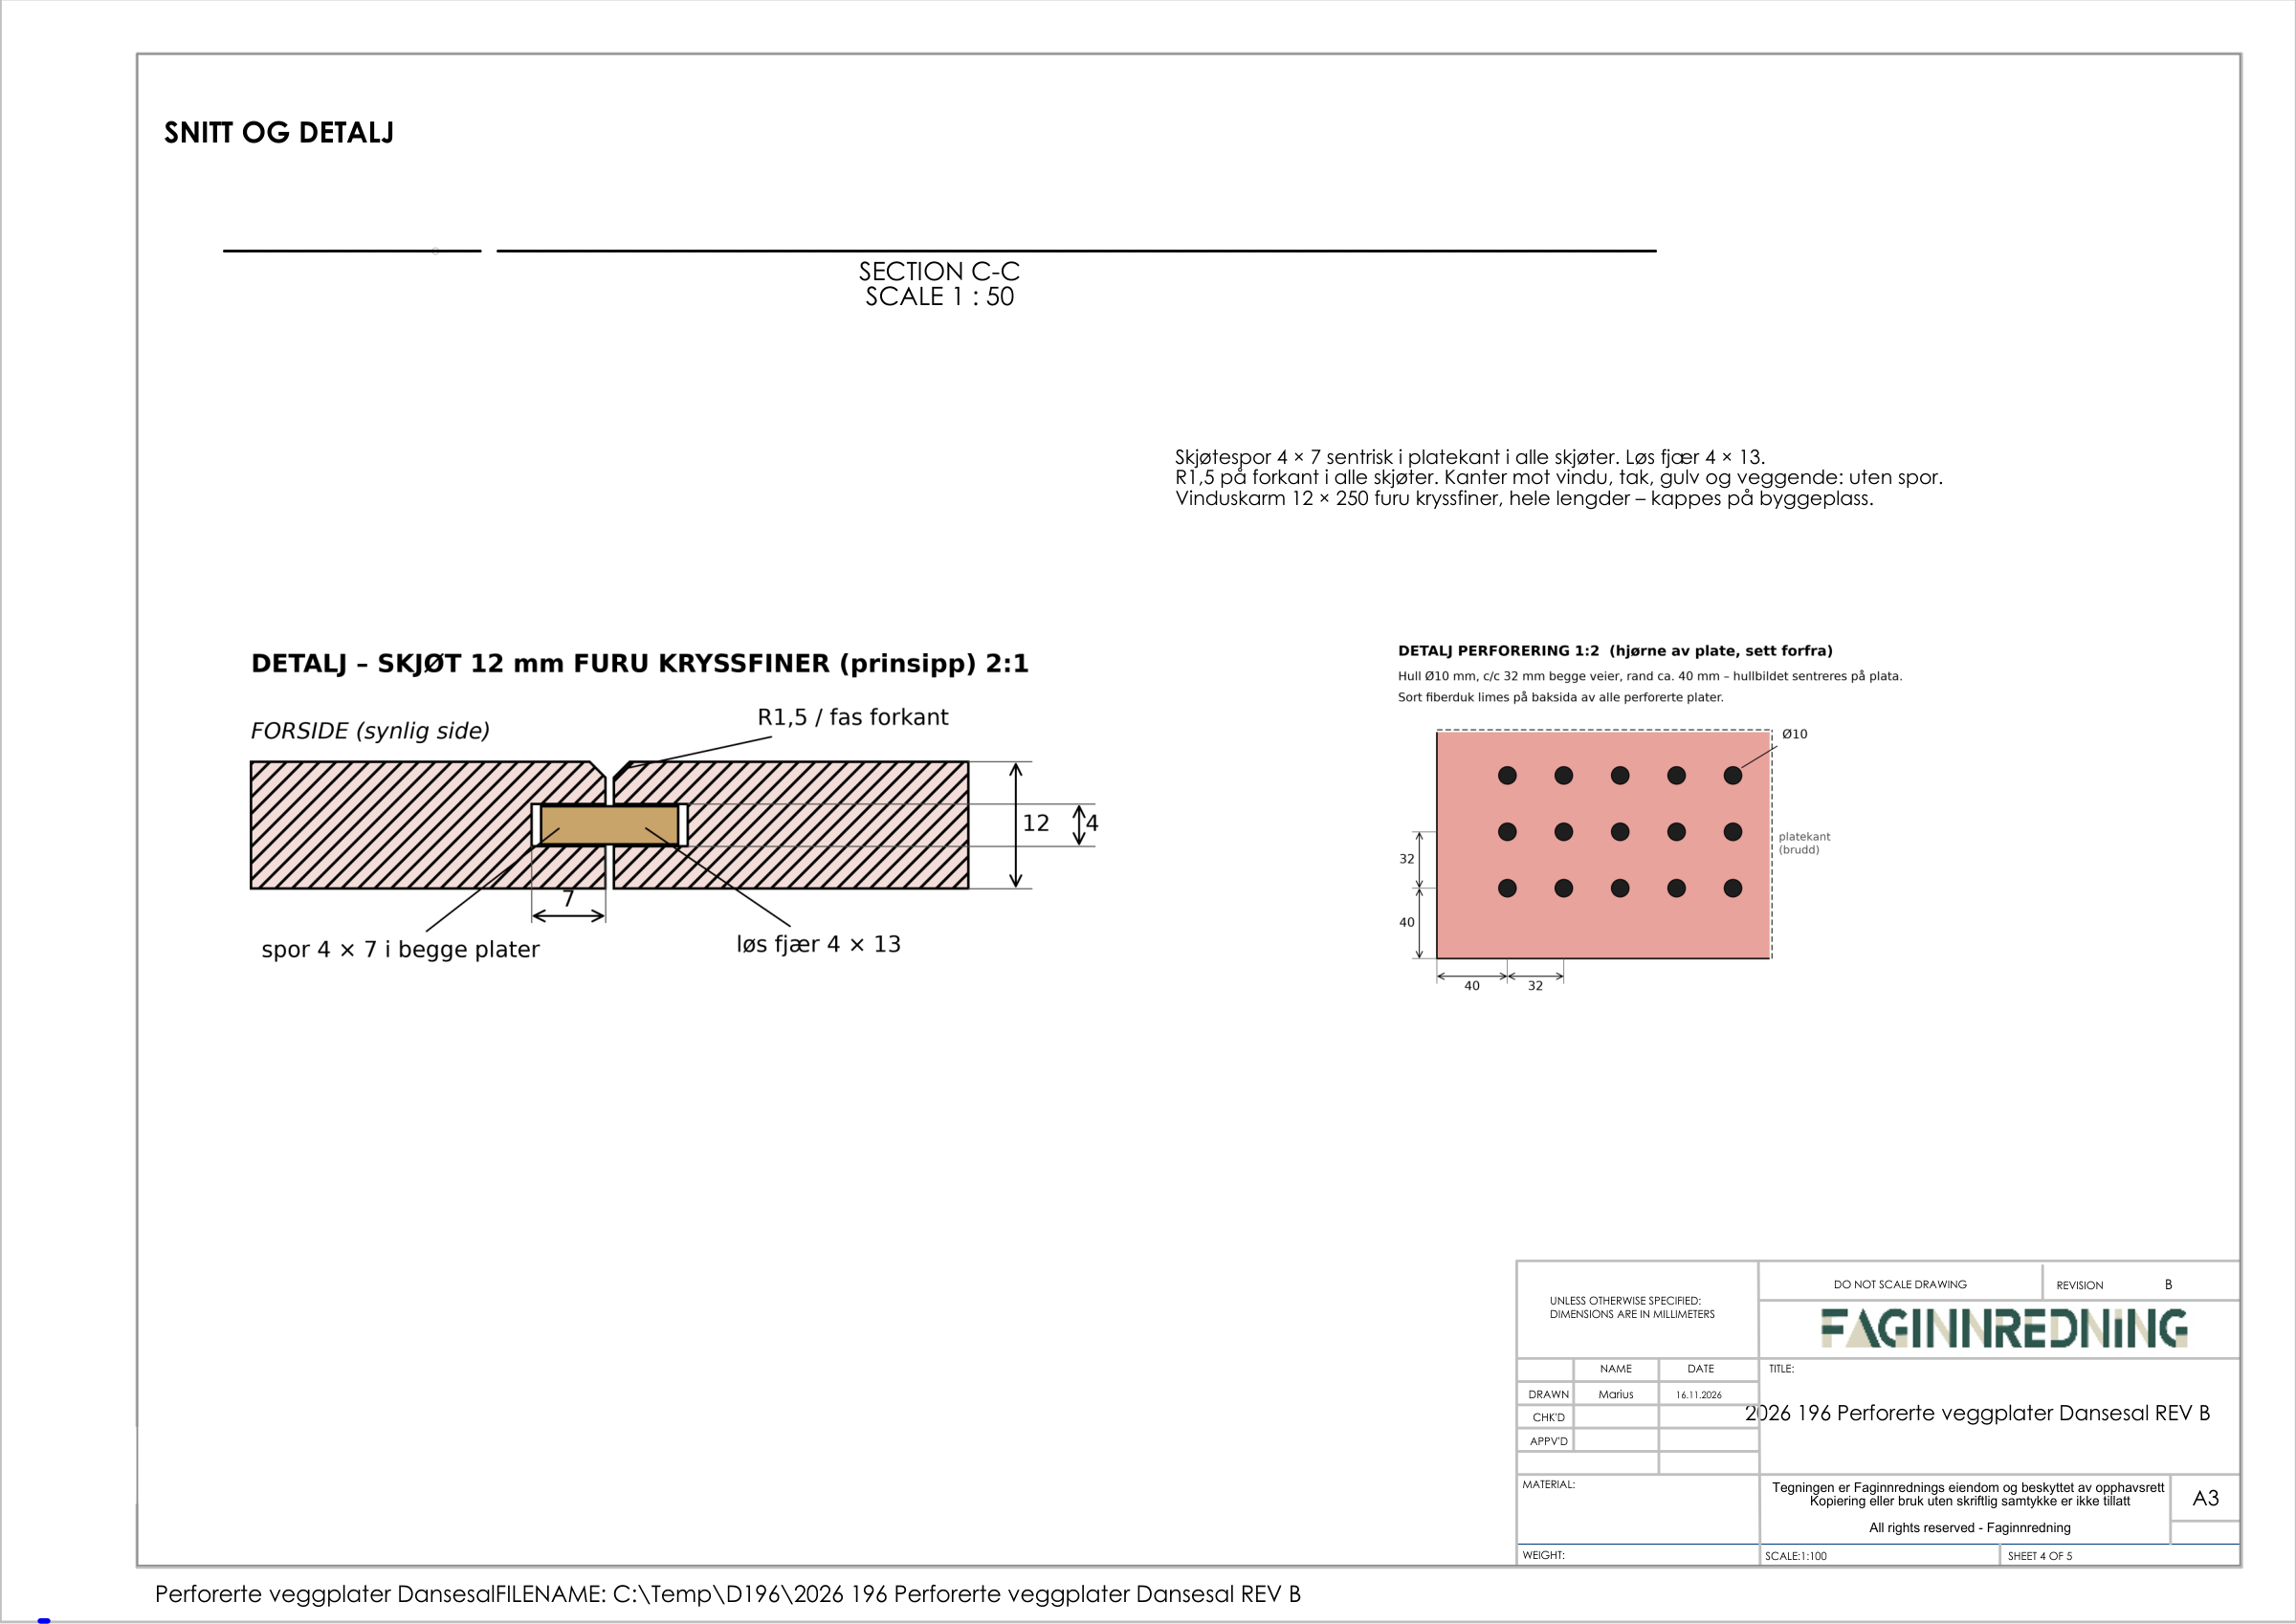 SNITT OG DETALJ
SECTION C-C
SCALE 1 : 50
Skjøtespor 4 × 7 sentrisk i platekant i alle skjøter. Løs fjær 4 × 13.
R1,5 på forkant i alle skjøter. Kanter mot vindu, tak, gulv og veggende: uten spor.
Vinduskarm 12 × 250 furu kryssfiner, hele lengder – kappes på byggeplass.
DETALJ – SKJØT 12 mm FURU KRYSSFINER (prinsipp) 2:1
FORSIDE (synlig side)
R1,5 / fas forkant
12
4
7
spor 4 × 7 i begge plater
løs fjær 4 × 13
DETALJ PERFORERING 1:2 (hjørne av plate, sett forfra)
Hull Ø10 mm, c/c 32 mm begge veier, rand ca. 40 mm – hullbildet sentreres på plata.
Sort fiberduk limes på baksida av alle perforerte plater.
Ø10
platekant
(brudd)
32
40
40
32
UNLESS OTHERWISE SPECIFIED:
DIMENSIONS ARE IN MILLIMETERS
DO NOT SCALE DRAWING
REVISION
B
FAGINNREDNING
NAME
DATE
TITLE:
DRAWN
Marius
16.11.2026
CHK'D
APPV'D
2026 196 Perforerte veggplater Dansesal REV B
MATERIAL:
Tegningen er Faginnrednings eiendom og beskyttet av opphavsrett
Kopiering eller bruk uten skriftlig samtykke er ikke tillatt
All rights reserved - Faginnredning
A3
WEIGHT:
SCALE:1:100
SHEET 4 OF 5
Perforerte veggplater DansesalFILENAME: C:\Temp\D196\2026 196 Perforerte veggplater Dansesal REV B